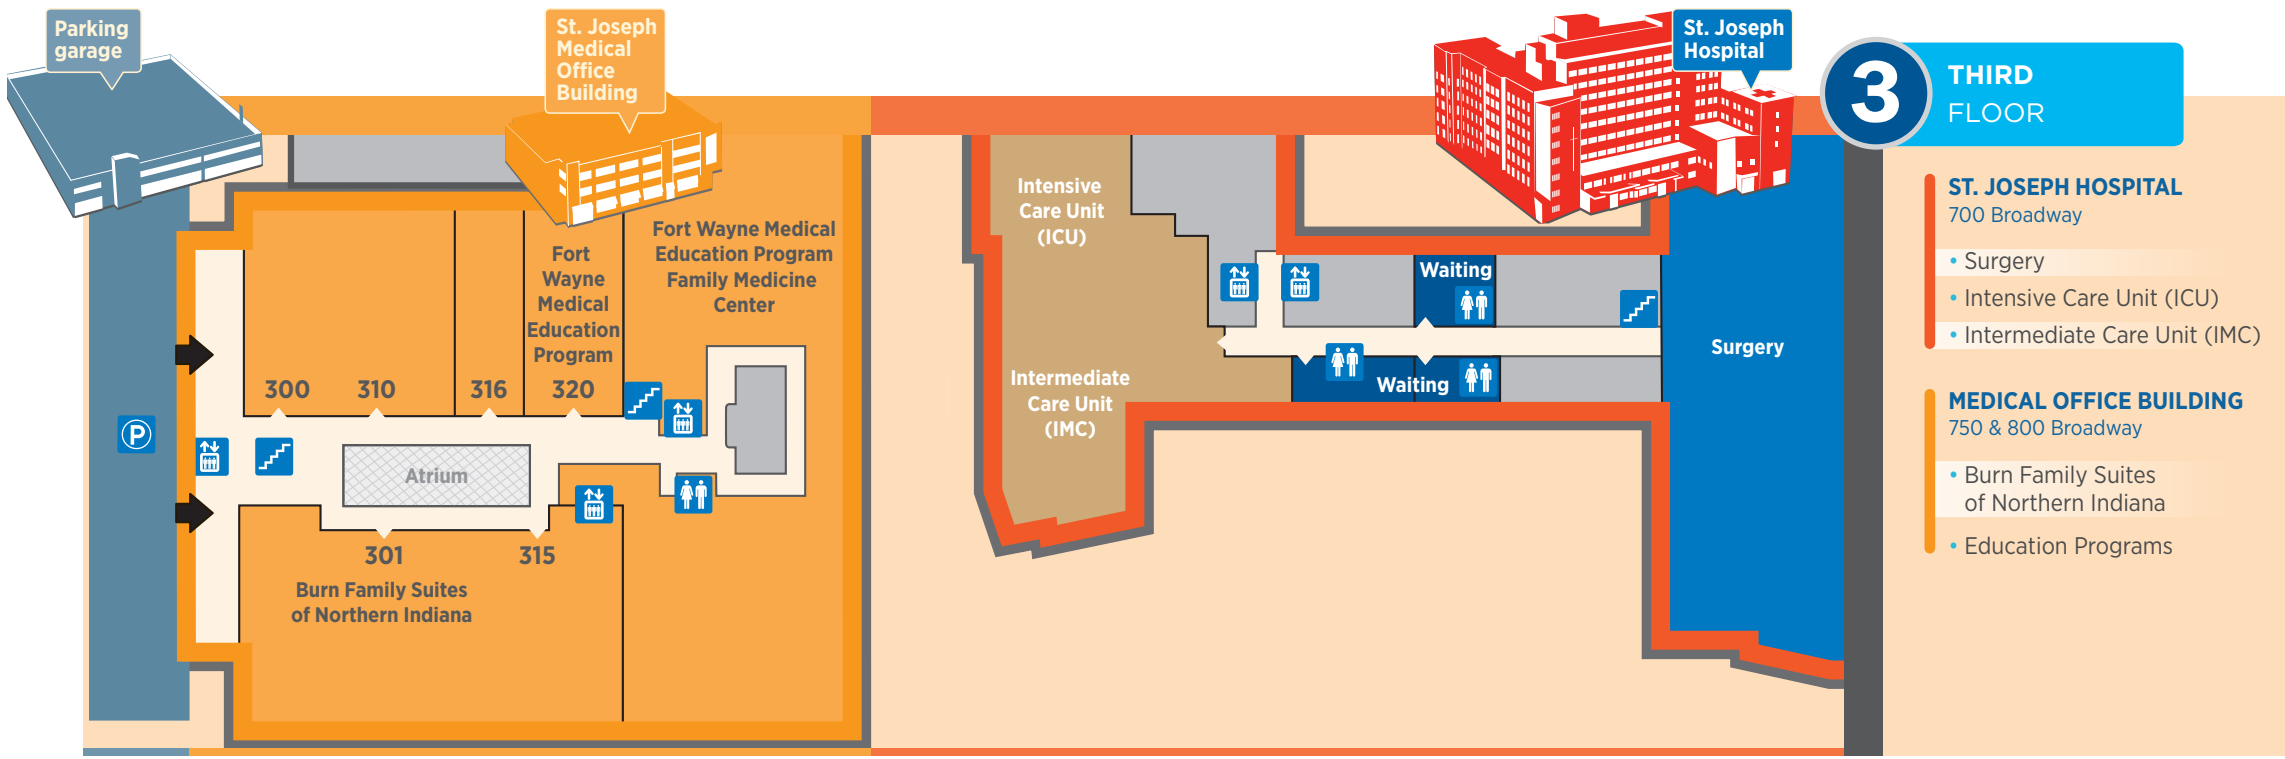 Parking
garage
St. Joseph
Medical
Office
Building
St. Joseph
Hospital
3
THIRD
FLOOR
Fort
Wayne
Medical
Education
Program
Fort Wayne Medical
Education Program
Family Medicine
Center
300
310
316
320
P
Atrium
301
315
Burn Family Suites
of Northern Indiana
Intensive
Care Unit
(ICU)
Intermediate
Care Unit
(IMC)
Waiting
Waiting
Surgery
ST. JOSEPH HOSPITAL
700 Broadway
• Surgery
• Intensive Care Unit (ICU)
• Intermediate Care Unit (IMC)
MEDICAL OFFICE BUILDING
750 & 800 Broadway
• Burn Family Suites
of Northern Indiana
• Education Programs